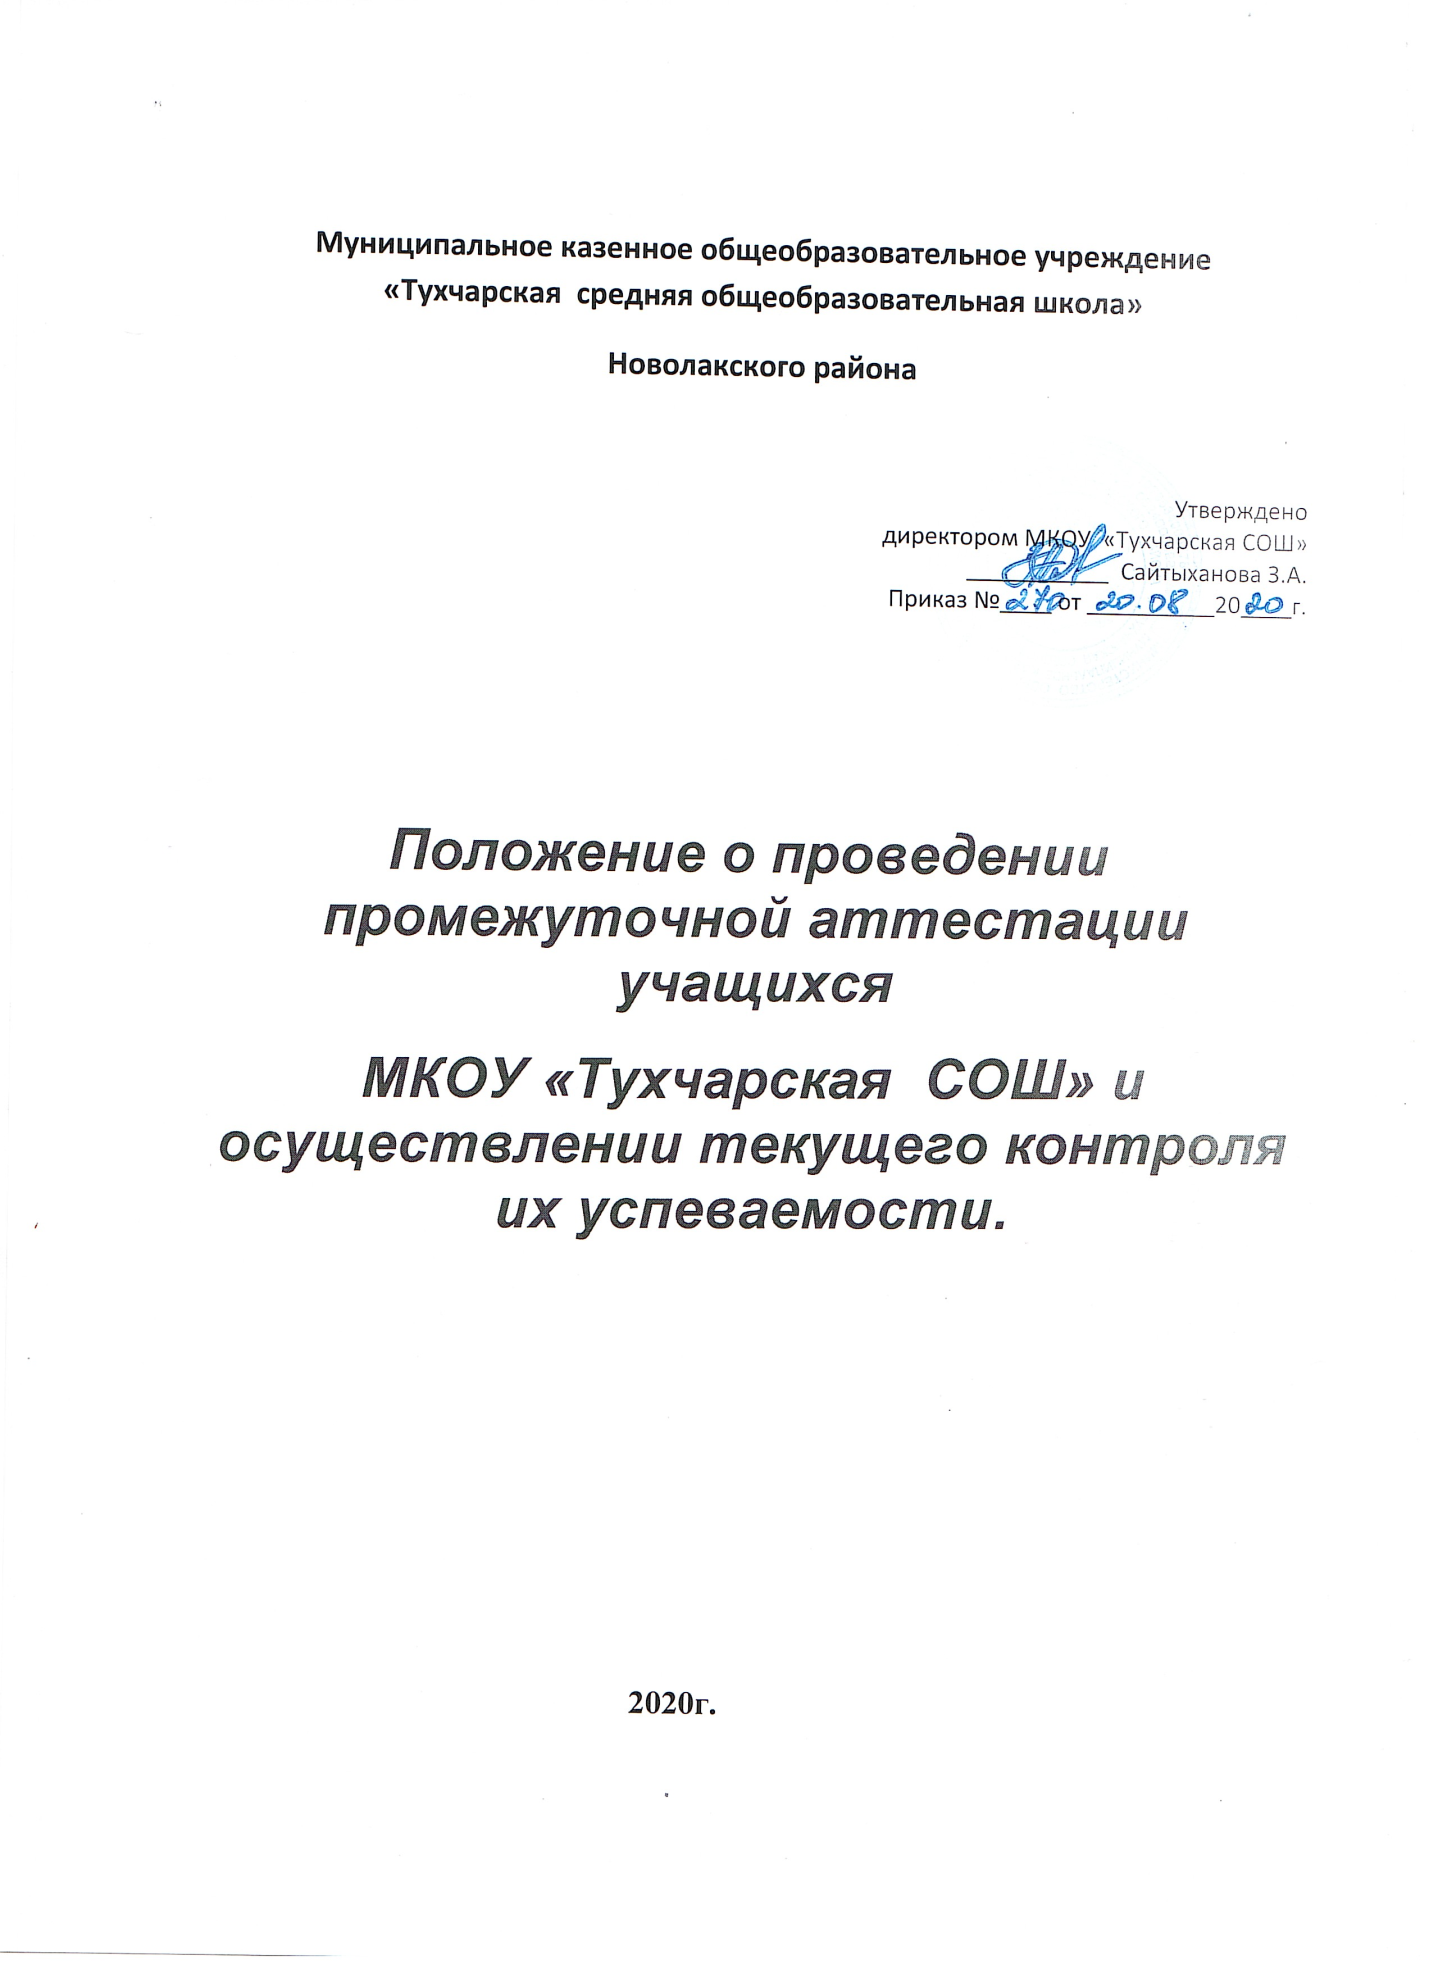 Муниципальное казенное общеобразовательное учреждение
«Тухчарская средняя общеобразовательная школа»
Новолакского района
Утверждено
директором МКОУ «Тухчарская СОШ»
____________ Сайтыханова З.А.
Приказ № от 20.08 2020 г.
Положение о проведении
промежуточной аттестации
учащихся
МКОУ «Тухчарская СОШ» и
осуществлении текущего контроля
их успеваемости.
2020г.